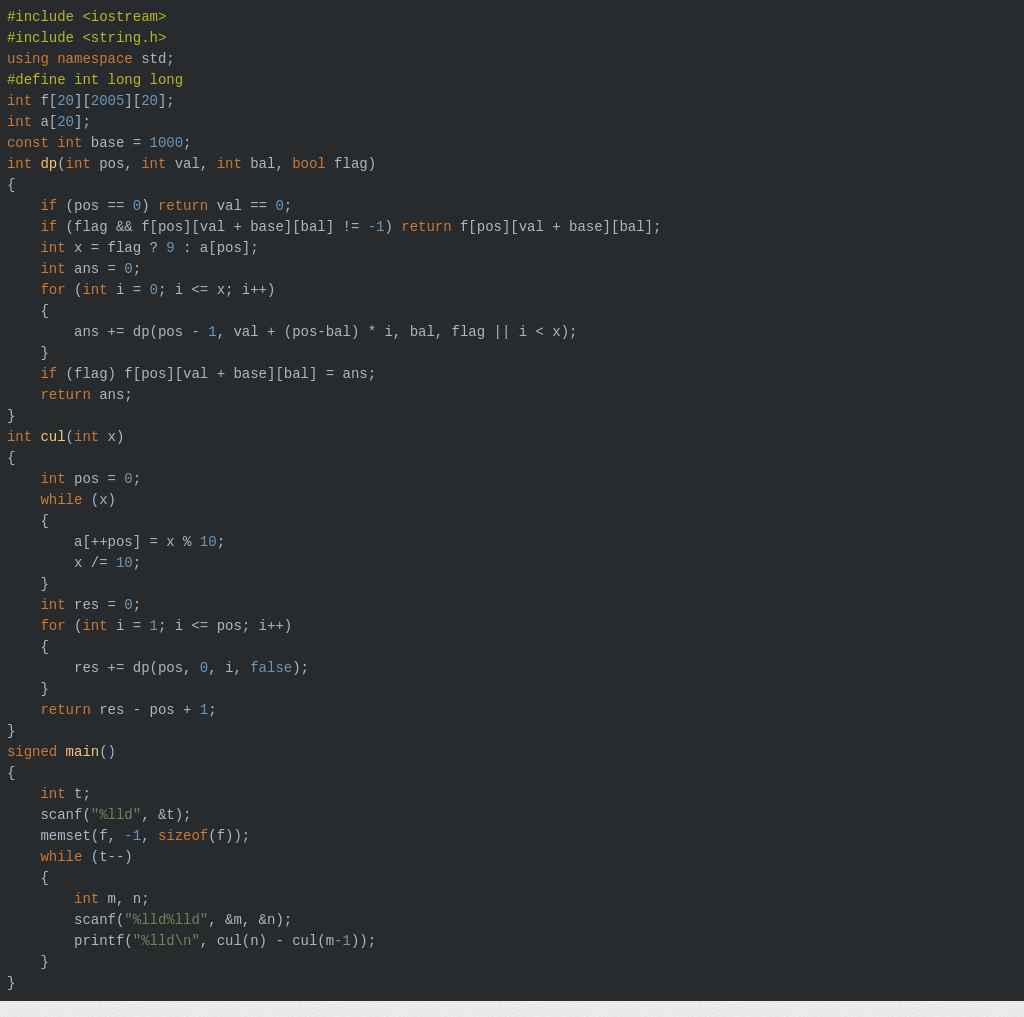 #include <iostream>
#include <string.h>
using namespace std;
#define int long long
int f[20][2005][20];
int a[20];
const int base = 1000;
int dp(int pos, int val, int bal, bool flag)
{
    if (pos == 0) return val == 0;
    if (flag && f[pos][val + base][bal] != -1) return f[pos][val + base][bal];
    int x = flag ? 9 : a[pos];
    int ans = 0;
    for (int i = 0; i <= x; i++)
    {
        ans += dp(pos - 1, val + (pos-bal) * i, bal, flag || i < x);
    }
    if (flag) f[pos][val + base][bal] = ans;
    return ans;
}
int cul(int x)
{
    int pos = 0;
    while (x)
    {
        a[++pos] = x % 10;
        x /= 10;
    }
    int res = 0;
    for (int i = 1; i <= pos; i++)
    {
        res += dp(pos, 0, i, false);
    }
    return res - pos + 1;
}
signed main()
{
    int t;
    scanf("%lld", &t);
    memset(f, -1, sizeof(f));
    while (t--)
    {
        int m, n;
        scanf("%lld%lld", &m, &n);
        printf("%lld\n", cul(n) - cul(m-1));
    }
}